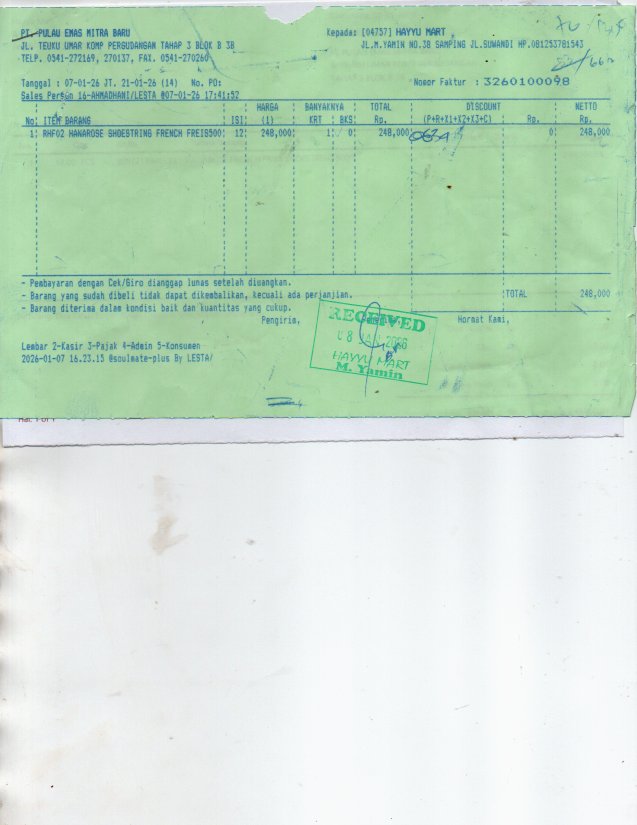 PT. PULAU EMAS MITRA BARU
JL. TEUKU UMAR KOMP PERGUDANGAN TAHAP 3 BLOK B 3B
TELP. 0541-272169, 270137, FAX. 0541-270260
Kepada: [04757] HAYYU MART
JL.M.YAMIN NO.38 SAMPING JL.SUWANDI HP.081253781543
Tanggal : 07-01-26 JT. 21-01-26 (14) No. PO:
Nomor Faktur : 3260100098
Sales Person 16-AHMADHANI/LESTA @07-01-26 17:41:52
HARGA BANYAKNYA TOTAL DISCOUNT NETTO
No. ITEM BARANG ISI (1) KRT BKS Rp. (P+R+X1+X2+X3+C) Rp. Rp.
1 RHF02 HANAROSE SHOESTRING FRENCH FREIS500 12 248,000 1 0 248,000 0 248,000
- Pembayaran dengan Cek/Giro dianggap lunas setelah diuangkan.
- Barang yang sudah dibeli tidak dapat dikembalikan, kecuali ada perjanjian.
TOTAL 248,000
- Barang diterima dalam kondisi baik dan kuantitas yang cukup.
Pengirim, Hormat Kami,
RECEIVED
08 JAN 2026
HAYYU MART
M. Yamin
Lembar 2-Kasir 3-Pajak 4-Admin 5-Konsumen
2026-01-07 16.23.15 @soulmate-plus By LESTA/